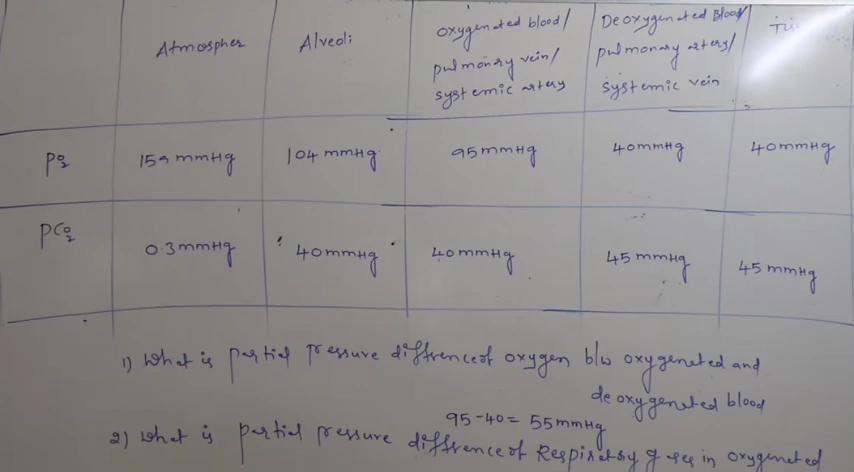 Atmospher
Alveoli
oxygenated blood/
pulmonary vein/
systemic artery
Deoxygenated Blood/
pulmonary artery/
systemic vein
PO2
159 mmHg
104 mmHg
95 mmHg
40 mmHg
40 mmHg
PCO2
0.3 mmHg
40 mmHg
40 mmHg
45 mmHg
45 mmHg
1) What is partial pressure diffrence of oxygen b/w oxygenated and
deoxygenated blood
95-40 = 55 mmHg
2) What is partial pressure diffrence of Respiratry gases in oxygenated